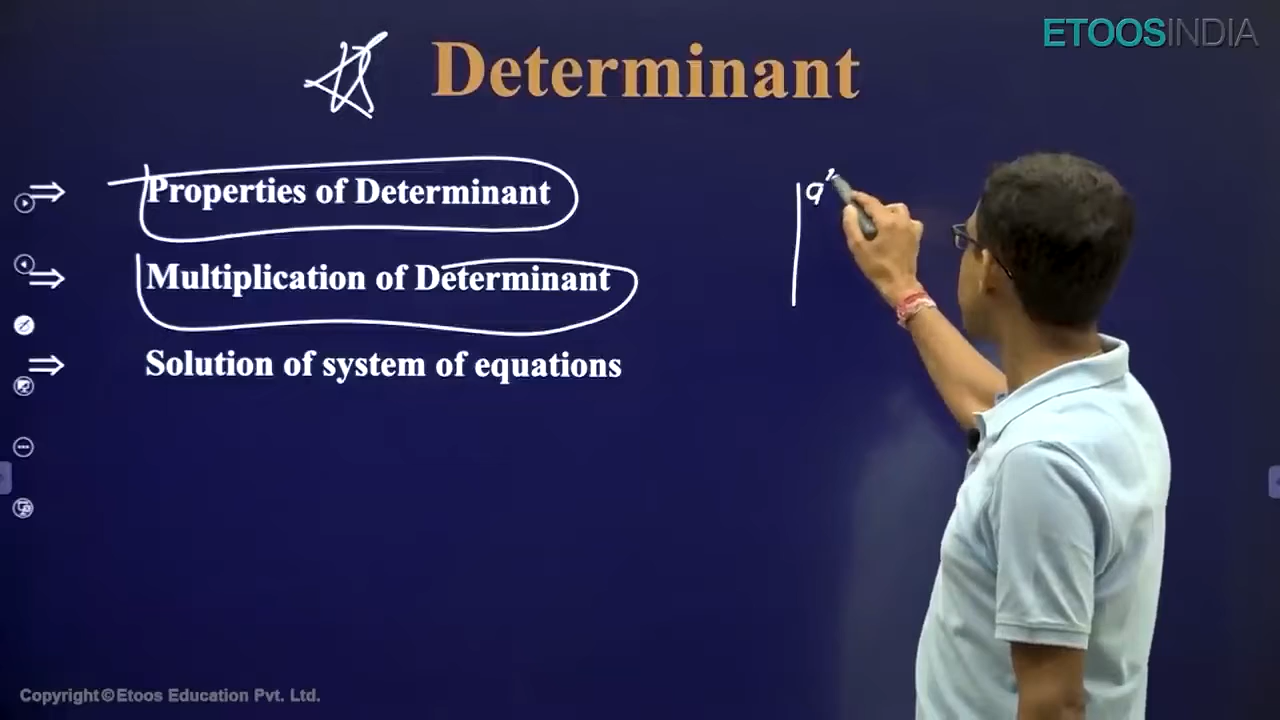 ETOOSINDIA
Determinant
⇒ Properties of Determinant
⇒ Multiplication of Determinant
⇒ Solution of system of equations
Copyright©Etoos Education Pvt. Ltd.